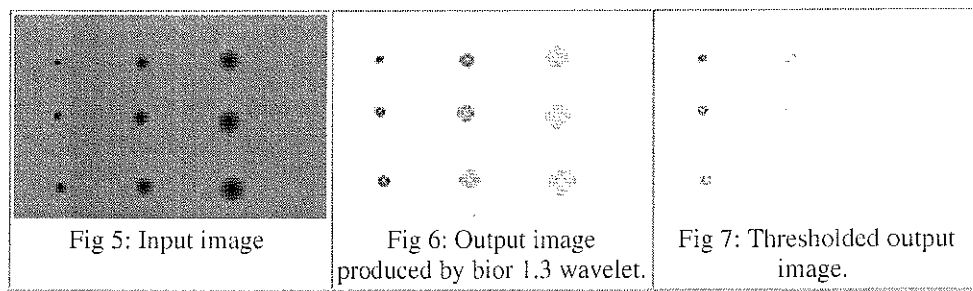 Fig 5: Input image
Fig 6: Output image
produced by bior 1.3 wavelet.
Fig 7: Thresholded output
image.